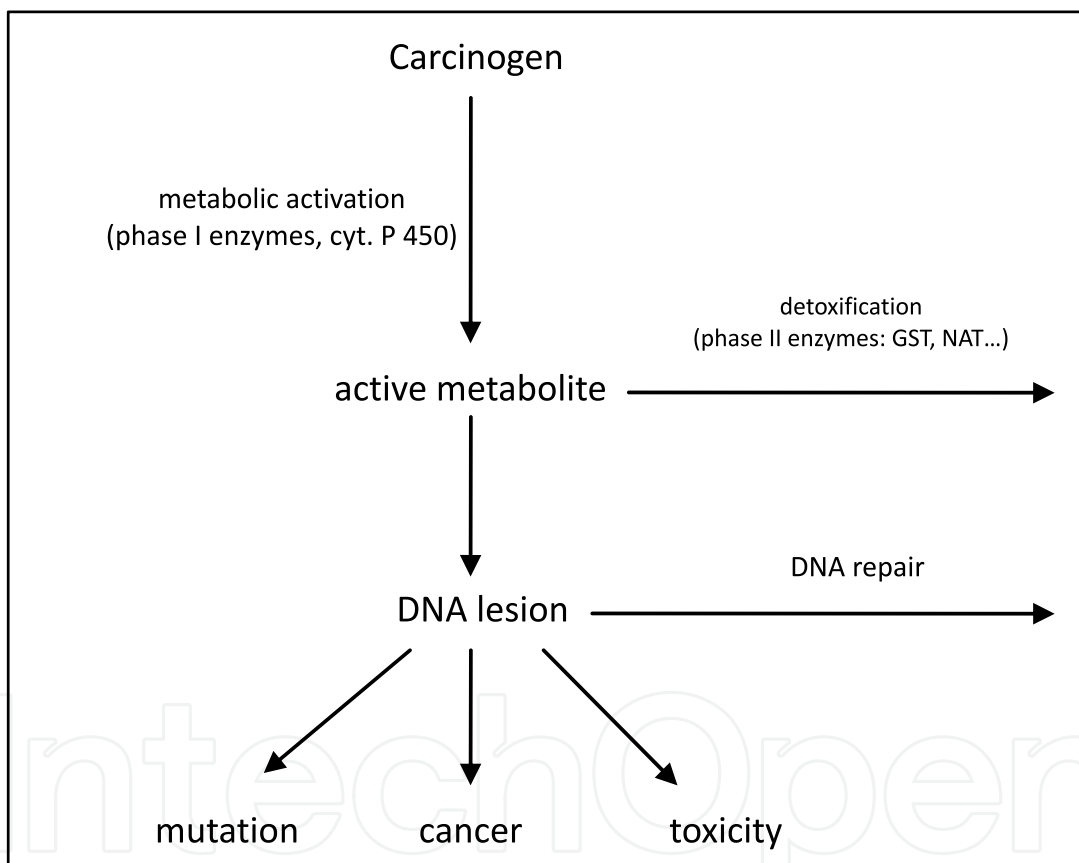 Carcinogen
metabolic activation
(phase I enzymes, cyt. P 450)
detoxification
(phase II enzymes: GST, NAT...)
active metabolite
DNA repair
DNA lesion
mutation
cancer
toxicity
IntechOpen